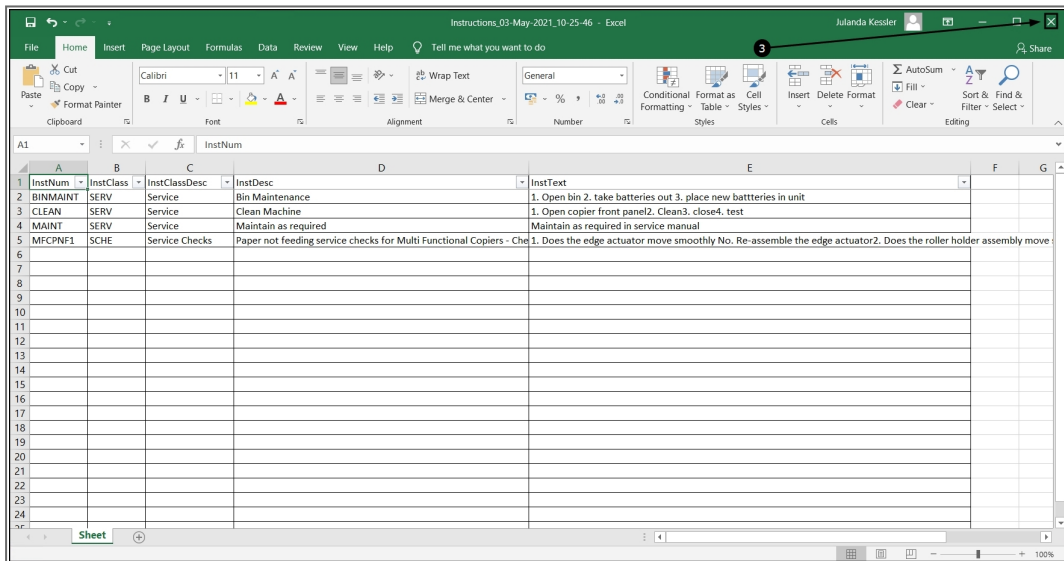 Instructions_03-May-2021_10-25-46 - Excel
Julanda Kessler
File Home Insert Page Layout Formulas Data Review View Help Tell me what you want to do
3
Share
Paste
Cut
Copy
Format Painter
Clipboard
Calibri 11 A A
B I U A
Font
ab Wrap Text
Merge & Center
Alignment
General
% ,
Number
Conditional Formatting
Format as Table
Cell Styles
Styles
Insert Delete Format
Cells
AutoSum
Fill
Clear
Sort & Filter
Find & Select
Editing
A1 fx InstNum
A B C D E F G
1 InstNum InstClass InstClassDesc InstDesc InstText
2 BINMAINT SERV Service Bin Maintenance 1. Open bin 2. take batteries out 3. place new battteries in unit
3 CLEAN SERV Service Clean Machine 1. Open copier front panel2. Clean3. close4. test
4 MAINT SERV Service Maintain as required Maintain as required in service manual
5 MFCPNF1 SCHE Service Checks Paper not feeding service checks for Multi Functional Copiers - Che 1. Does the edge actuator move smoothly No. Re-assemble the edge actuator2. Does the roller holder assembly move
6
7
8
9
10
11
12
13
14
15
16
17
18
19
20
21
22
23
24
Sheet
100%